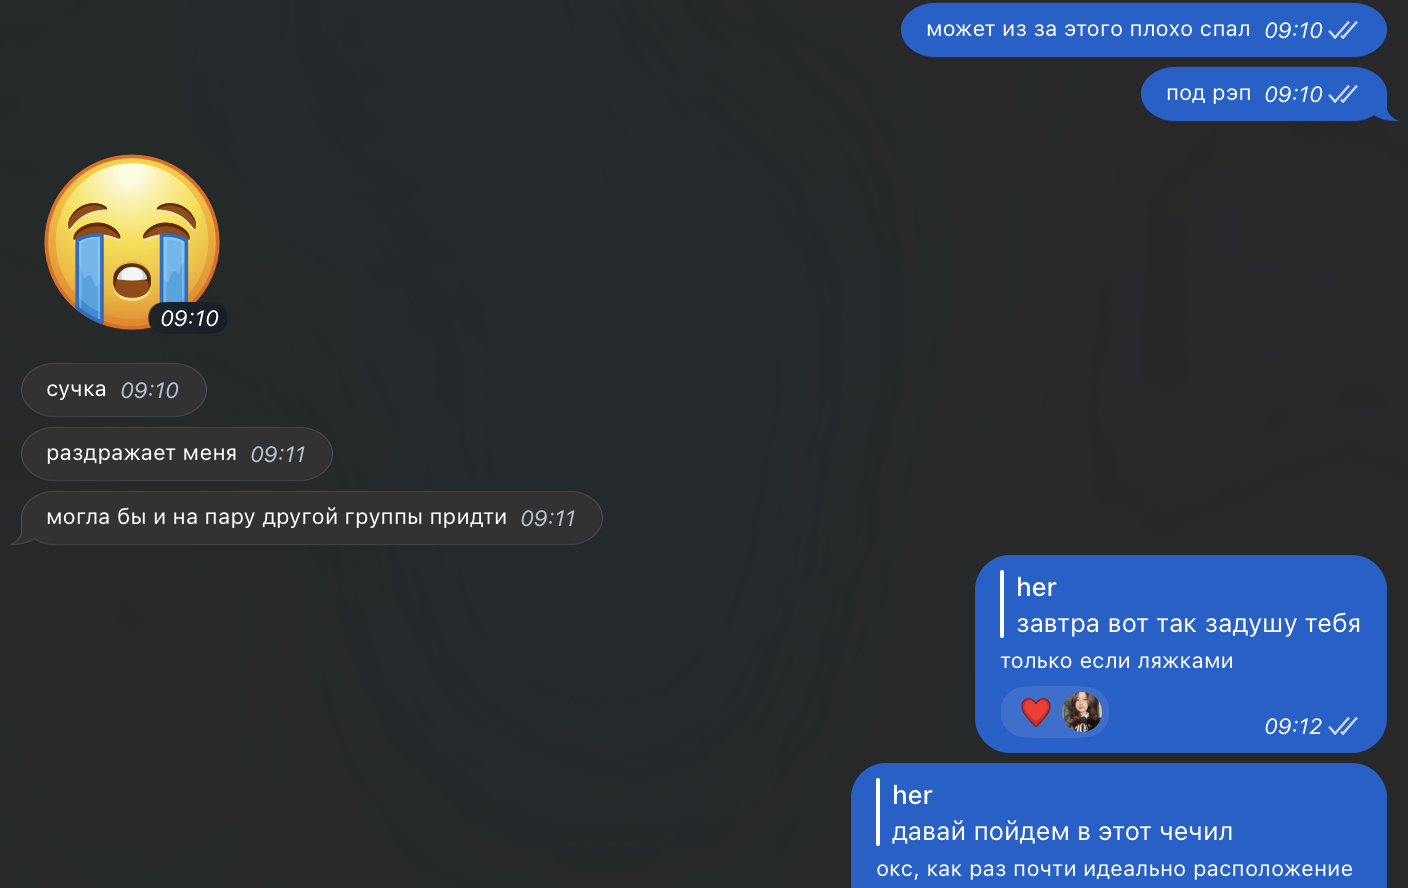 может из за этого плохо спал 09:10
под рэп 09:10
09:10
сучка 09:10
раздражает меня 09:11
могла бы и на пару другой группы придти 09:11
her
завтра вот так задушу тебя
только если ляжками
09:12
her
давай пойдем в этот чечил
окс, как раз почти идеально расположение